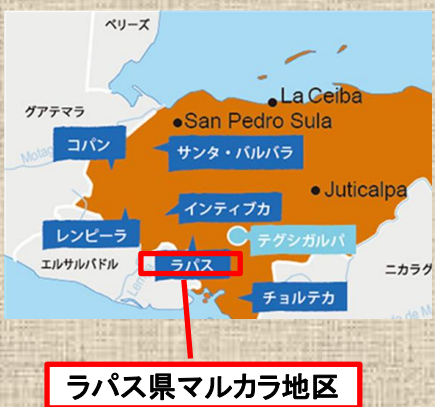 ベリーズ
La Ceiba
グアテマラ
San Pedro Sula
Motag
コパン
サンタ・バルバラ
Juticalpa
インティブカ
レンピーラ
テグシガルパ
エルサルバドル
ラパス
ニカラグ
Lem
チョルテカ
de M
ラパス県マルカラ地区